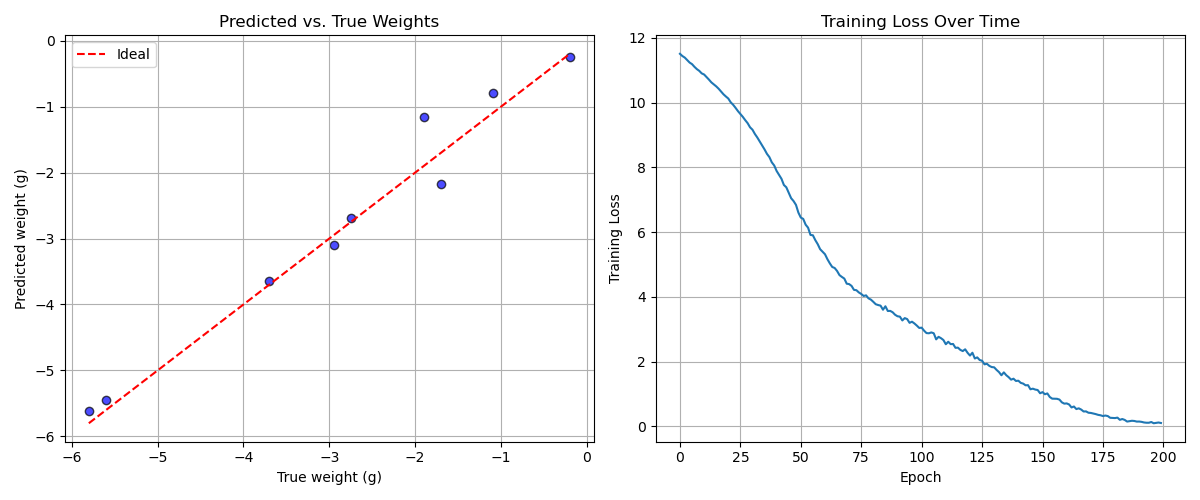 Predicted vs. True Weights
Ideal
0
−1
−2
−3
−4
−5
−6
Predicted weight (g)
−6 −5 −4 −3 −2 −1 0
True weight (g)
Training Loss Over Time
12
10
8
6
4
2
0
Training Loss
0 25 50 75 100 125 150 175 200
Epoch